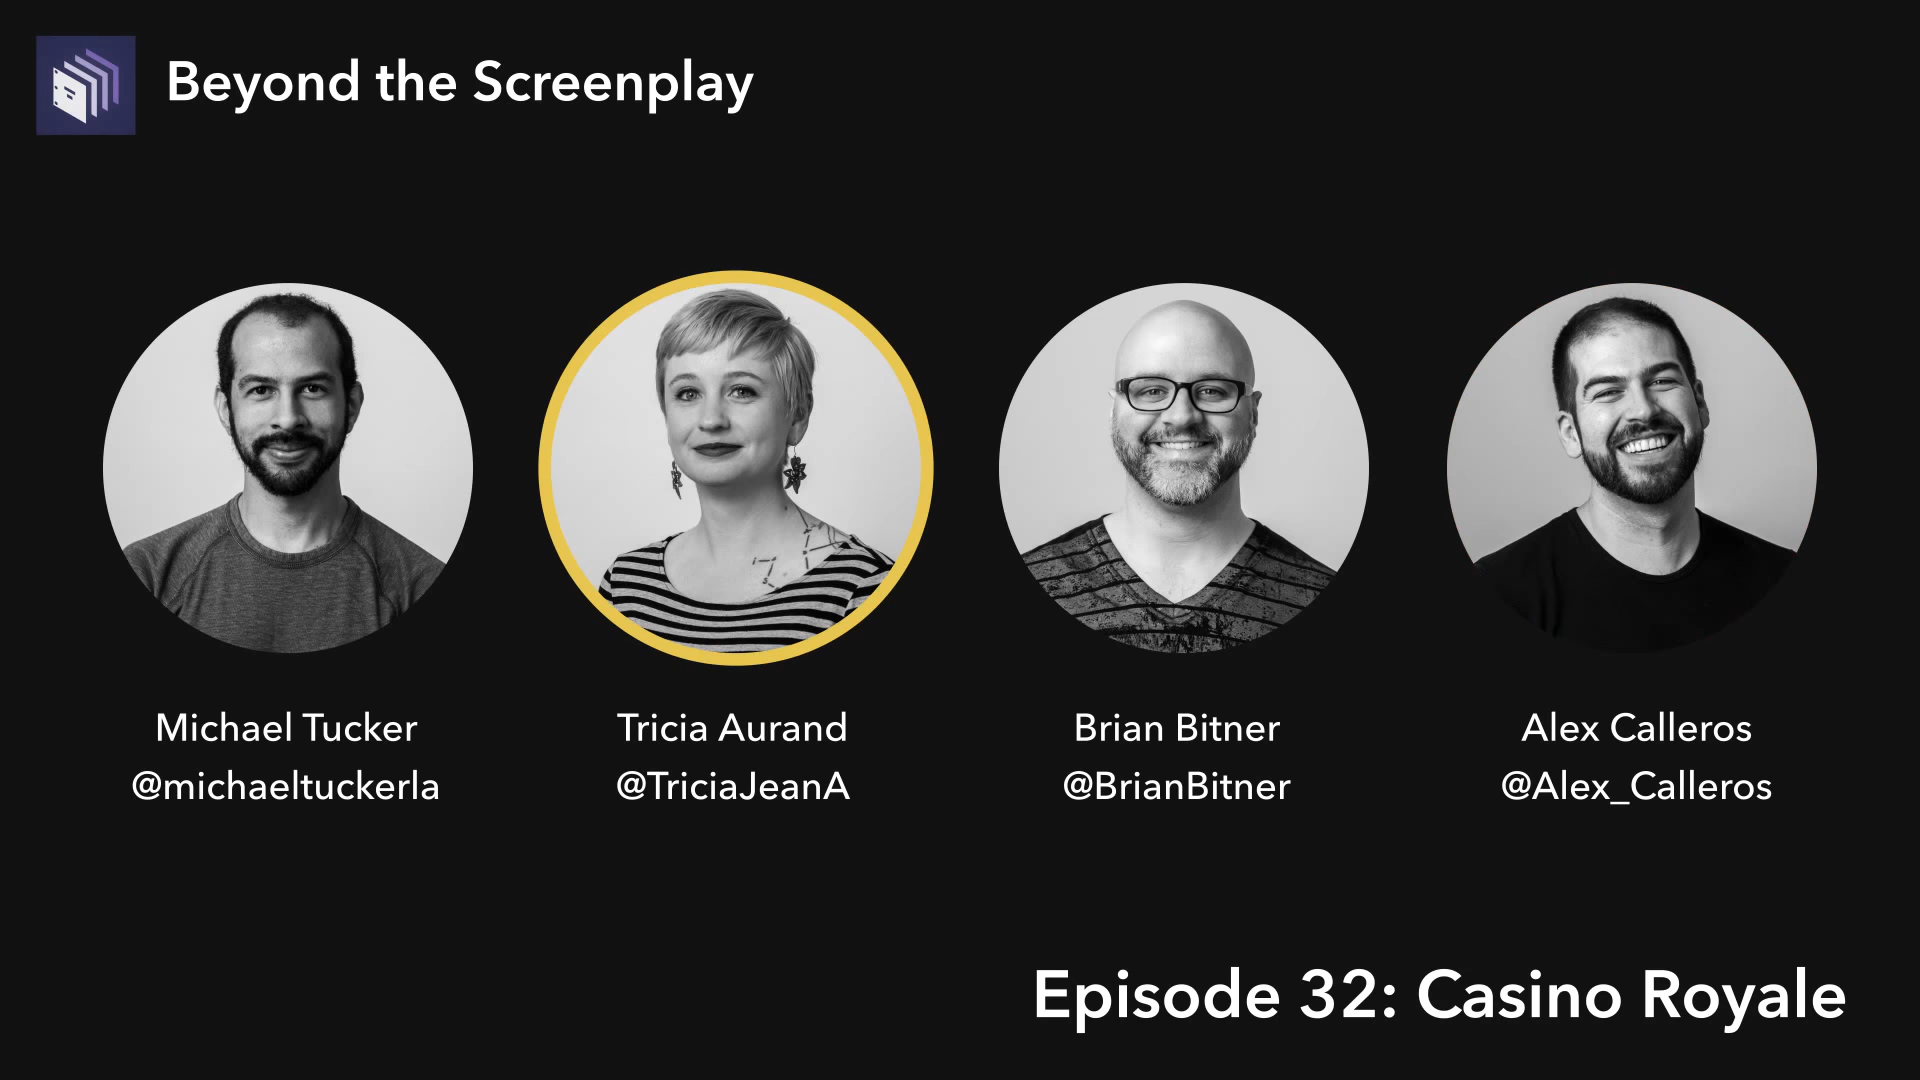 Beyond the Screenplay
Michael Tucker
@michaeltuckerla
Tricia Aurand
@TriciaJeanA
Brian Bitner
@BrianBitner
Alex Calleros
@Alex_Calleros
Episode 32: Casino Royale